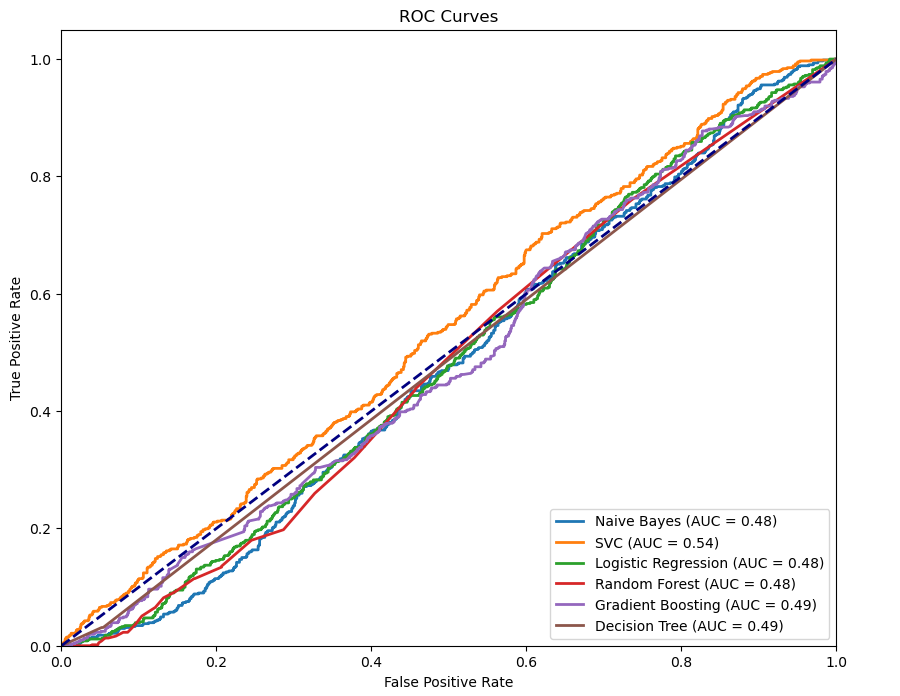 ROC Curves
True Positive Rate
1.0
0.8
0.6
0.4
0.2
0.0
0.0 0.2 0.4 0.6 0.8 1.0
False Positive Rate
Naive Bayes (AUC = 0.48)
SVC (AUC = 0.54)
Logistic Regression (AUC = 0.48)
Random Forest (AUC = 0.48)
Gradient Boosting (AUC = 0.49)
Decision Tree (AUC = 0.49)